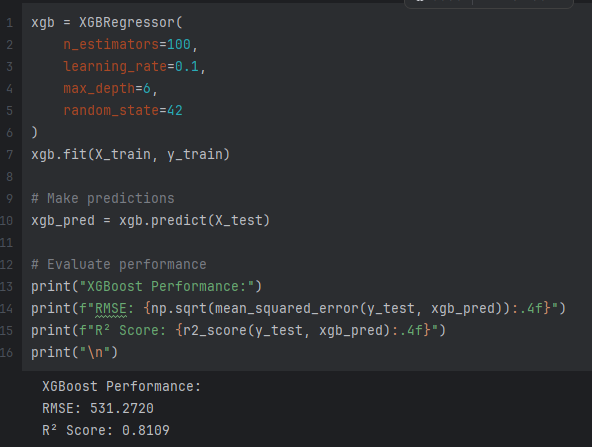 1 xgb = XGBRegressor(
2     n_estimators=100,
3     learning_rate=0.1,
4     max_depth=6,
5     random_state=42
6 )
7 xgb.fit(X_train, y_train)
8
9 # Make predictions
10 xgb_pred = xgb.predict(X_test)
11
12 # Evaluate performance
13 print("XGBoost Performance:")
14 print(f"RMSE: {np.sqrt(mean_squared_error(y_test, xgb_pred)):.4f}")
15 print(f"R² Score: {r2_score(y_test, xgb_pred):.4f}")
16 print("\n")
XGBoost Performance:
RMSE: 531.2720
R² Score: 0.8109